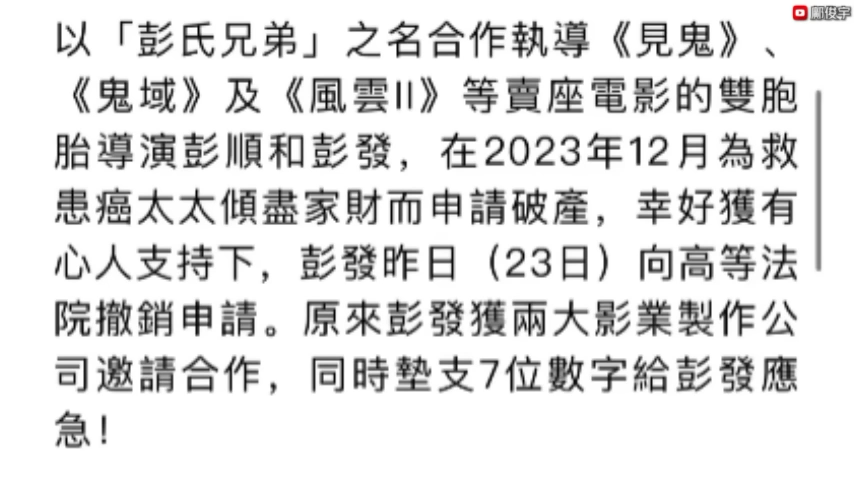 鄺俊宇
以「彭氏兄弟」之名合作執導《見鬼》、
《鬼域》及《風雲II》等賣座電影的雙胞
胎導演彭順和彭發，在2023年12月為救
患癌太太傾盡家財而申請破產，幸好獲有
心人支持下，彭發昨日（23日）向高等法
院撤銷申請。原來彭發獲兩大影業製作公
司邀請合作，同時墊支7位數字給彭發應
急！